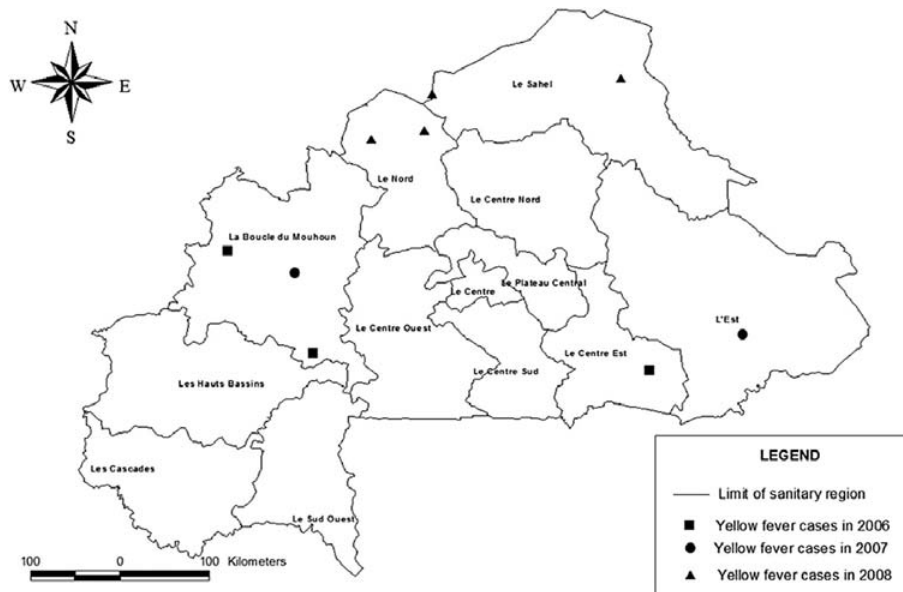 N
W E
S
Le Sahel
Le Nord
Le Centre Nord
La Boucle du Mouhoun
Le Centre
Le Plateau Central
L'Est
Le Centre Ouest
Le Centre Est
Le Centre Sud
Les Hauts Bassins
Les Cascades
Le Sud Ouest
100 0 100 Kilometers
LEGEND
Limit of sanitary region
Yellow fever cases in 2006
Yellow fever cases in 2007
Yellow fever cases in 2008